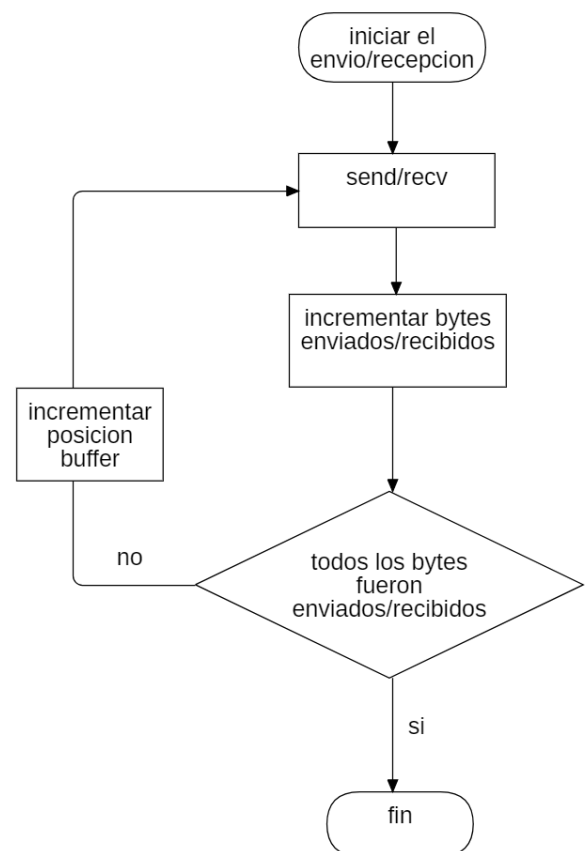 iniciar el
envio/recepcion
send/recv
incrementar bytes
enviados/recibidos
incrementar
posicion
buffer
no
todos los bytes
fueron
enviados/recibidos
si
fin